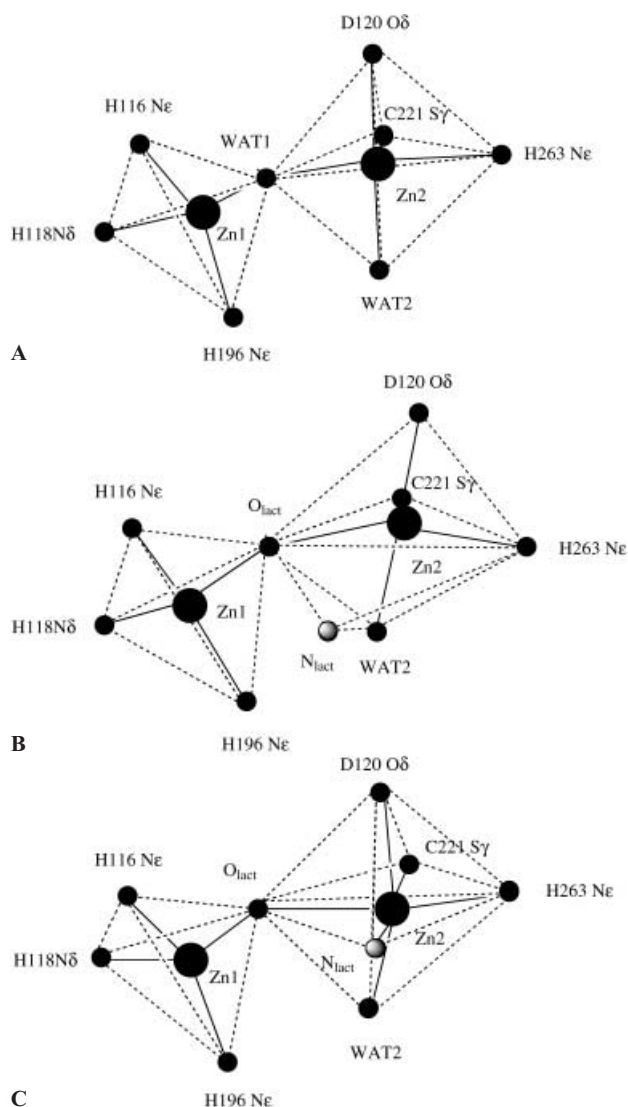 D120 Oδ
C221 Sγ
H116 Nε
WAT1
H263 Nε
Zn2
H118Nδ
Zn1
WAT2
H196 Nε
A
D120 Oδ
C221 Sγ
H116 Nε
Olact
H263 Nε
Zn2
Zn1
H118Nδ
Nlact
WAT2
H196 Nε
B
D120 Oδ
C221 Sγ
H116 Nε
Olact
H263 Nε
Zn2
H118Nδ
Nlact
Zn1
WAT2
H196 Nε
C